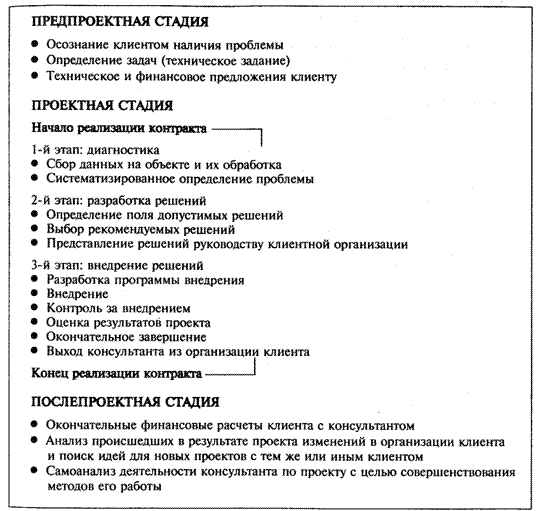 ПРЕДПРОЕКТНАЯ СТАДИЯ
● Осознание клиентом наличия проблемы
● Определение задач (техническое задание)
● Техническое и финансовое предложения клиенту
ПРОЕКТНАЯ СТАДИЯ
Начало реализации контракта
1-й этап: диагностика
● Сбор данных на объекте и их обработка
● Систематизированное определение проблемы
2-й этап: разработка решений
● Определение поля допустимых решений
● Выбор рекомендуемых решений
● Представление решений руководству клиентной организации
3-й этап: внедрение решений
● Разработка программы внедрения
● Внедрение
● Контроль за внедрением
● Оценка результатов проекта
● Окончательное завершение
● Выход консультанта из организации клиента
Конец реализации контракта
ПОСЛЕПРОЕКТНАЯ СТАДИЯ
● Окончательные финансовые расчеты клиента с консультантом
● Анализ происшедших в результате проекта изменений в организации клиента
и поиск идей для новых проектов с тем же или иным клиентом
● Самоанализ деятельности консультанта по проекту с целью совершенствования
методов его работы